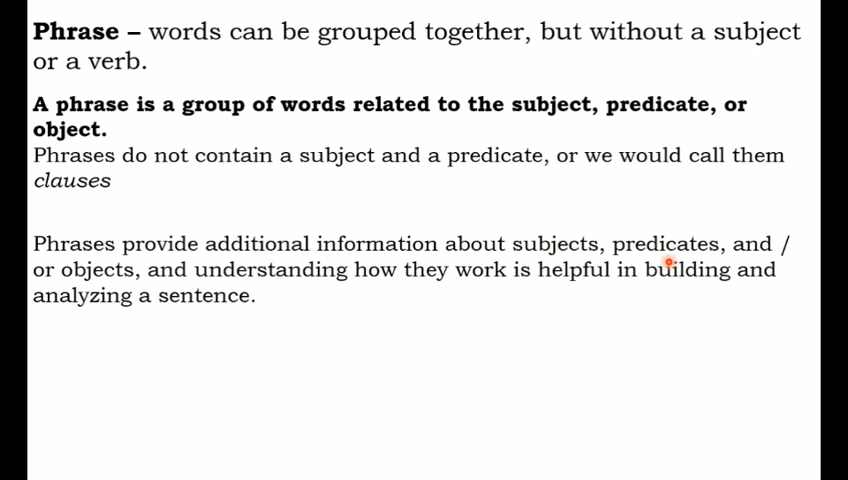 Phrase – words can be grouped together, but without a subject
or a verb.
A phrase is a group of words related to the subject, predicate, or
object.
Phrases do not contain a subject and a predicate, or we would call them
clauses
Phrases provide additional information about subjects, predicates, and /
or objects, and understanding how they work is helpful in building and
analyzing a sentence.